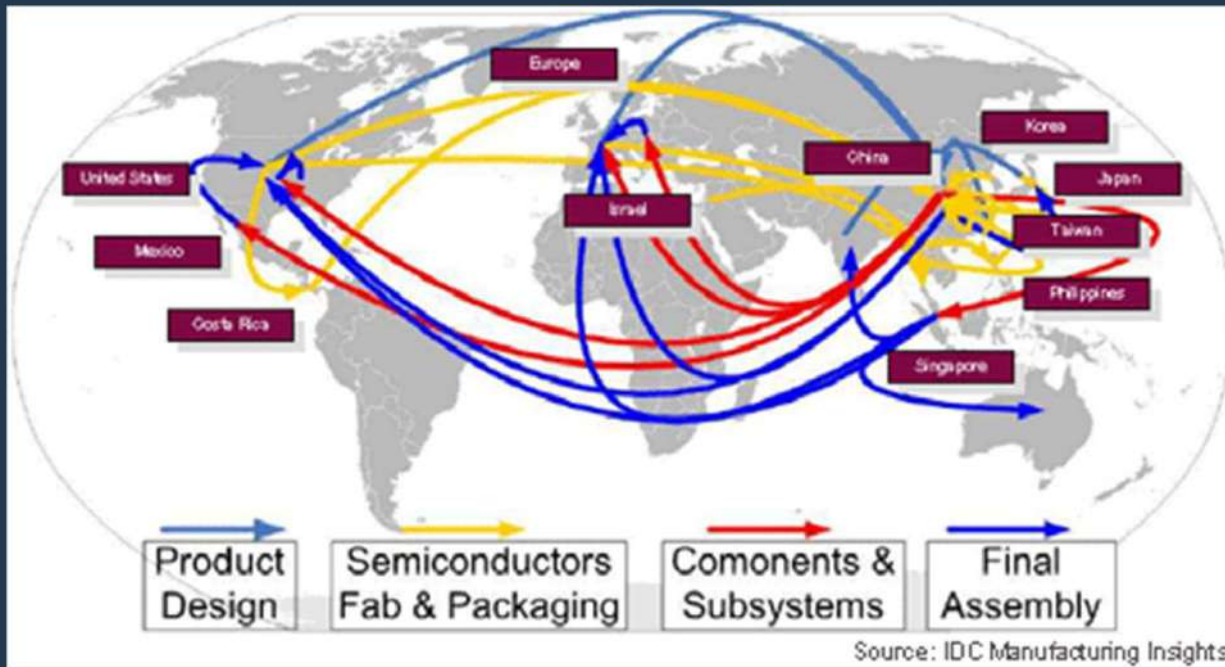 Europe
Korea
China
United States
Japan
Israel
Taiwan
Mexico
Philippines
Costa Rica
Singapore
Product
Design
Semiconductors
Fab & Packaging
Comonents &
Subsystems
Final
Assembly
Source: IDC Manufacturing Insights